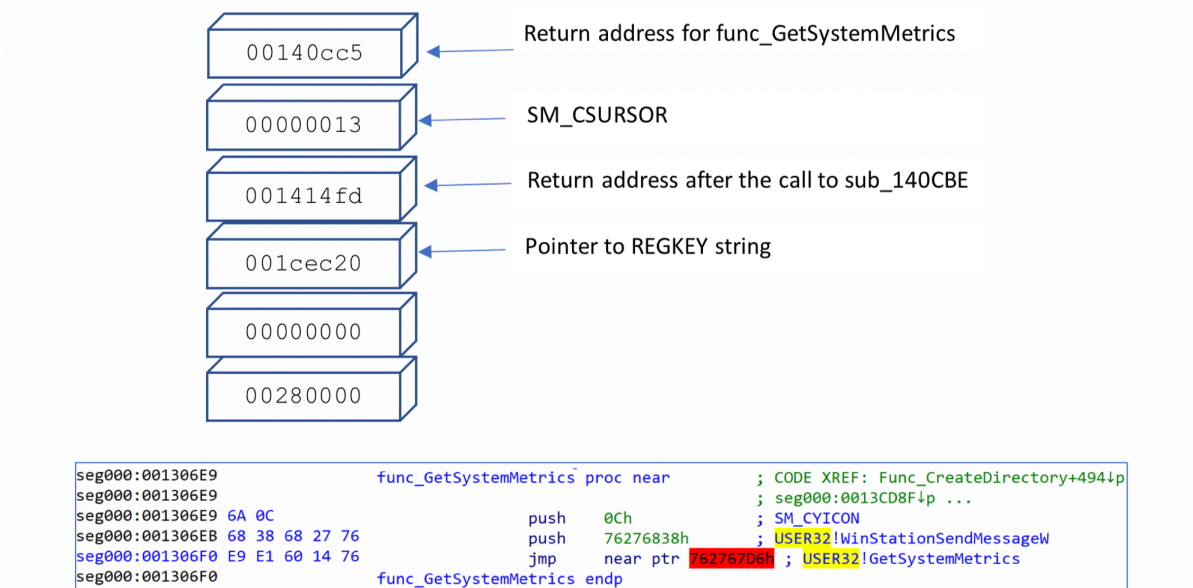 00140cc5
Return address for func_GetSystemMetrics
00000013
SM_CSURSOR
001414fd
Return address after the call to sub_140CBE
001cec20
Pointer to REGKEY string
00000000
00280000
seg000:001306E9 func_GetSystemMetrics proc near ; CODE XREF: Func_CreateDirectory+494↓p
seg000:001306E9 ; seg000:0013CD8F↓p ...
seg000:001306E9 6A 0C push 0Ch ; SM_CYICON
seg000:001306EB 68 38 68 27 76 push 76276838h ; USER32!WinStationSendMessageW
seg000:001306F0 E9 E1 60 14 76 jmp near ptr 762767D6h ; USER32!GetSystemMetrics
seg000:001306F0 func_GetSystemMetrics endp